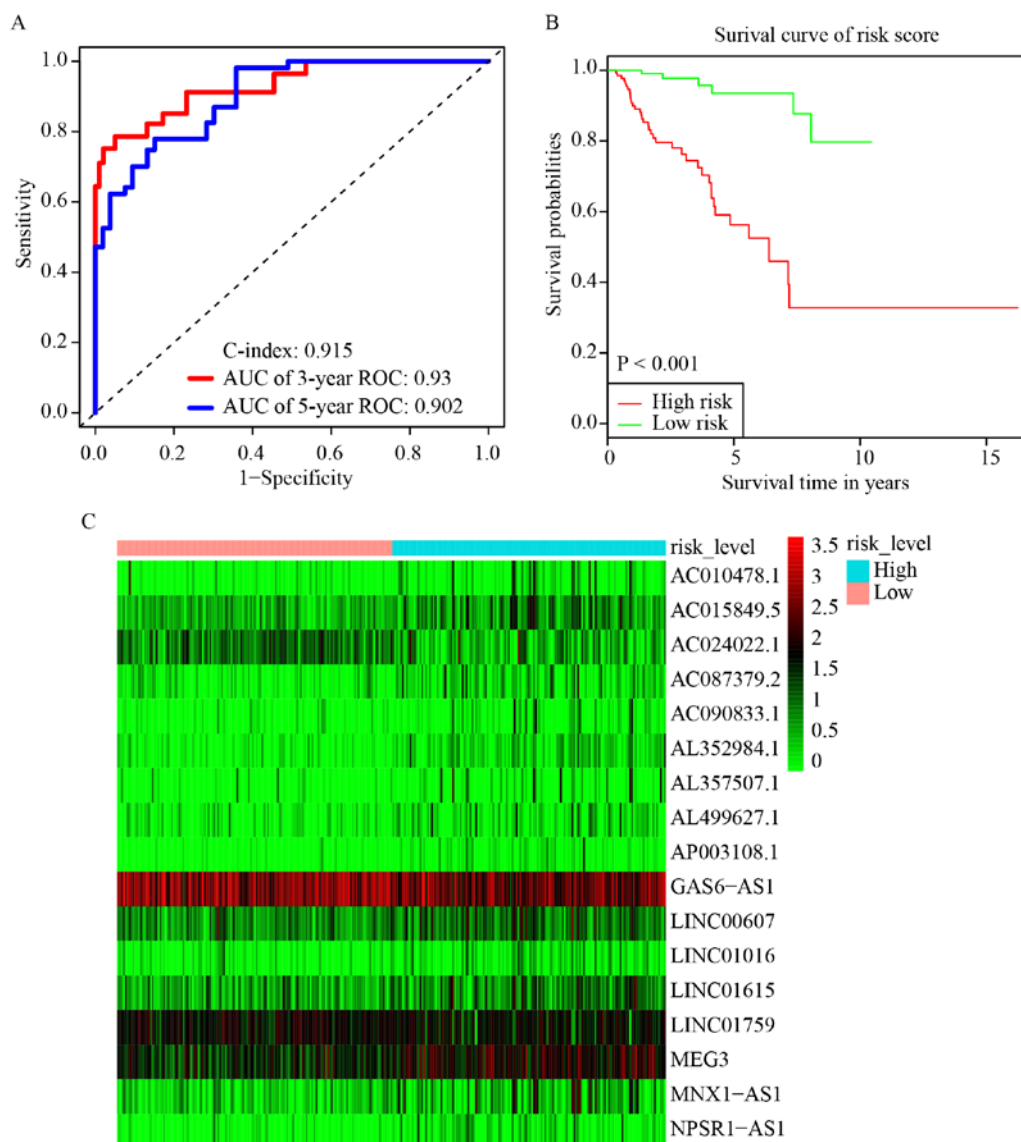 A
1.0
0.8
0.6
0.4
0.2
0.0
Sensitivity
C-index: 0.915
AUC of 3-year ROC: 0.93
AUC of 5-year ROC: 0.902
0.0 0.2 0.4 0.6 0.8 1.0
1−Specificity
B
Surival curve of risk score
1.0
0.8
0.6
0.4
0.2
0.0
Survival probabilities
P < 0.001
High risk
Low risk
0 5 10 15
Survival time in years
C
risk_level
AC010478.1
AC015849.5
AC024022.1
AC087379.2
AC090833.1
AL352984.1
AL357507.1
AL499627.1
AP003108.1
GAS6−AS1
LINC00607
LINC01016
LINC01615
LINC01759
MEG3
MNX1−AS1
NPSR1−AS1
3.5
3
2.5
2
1.5
1
0.5
0
risk_level
High
Low